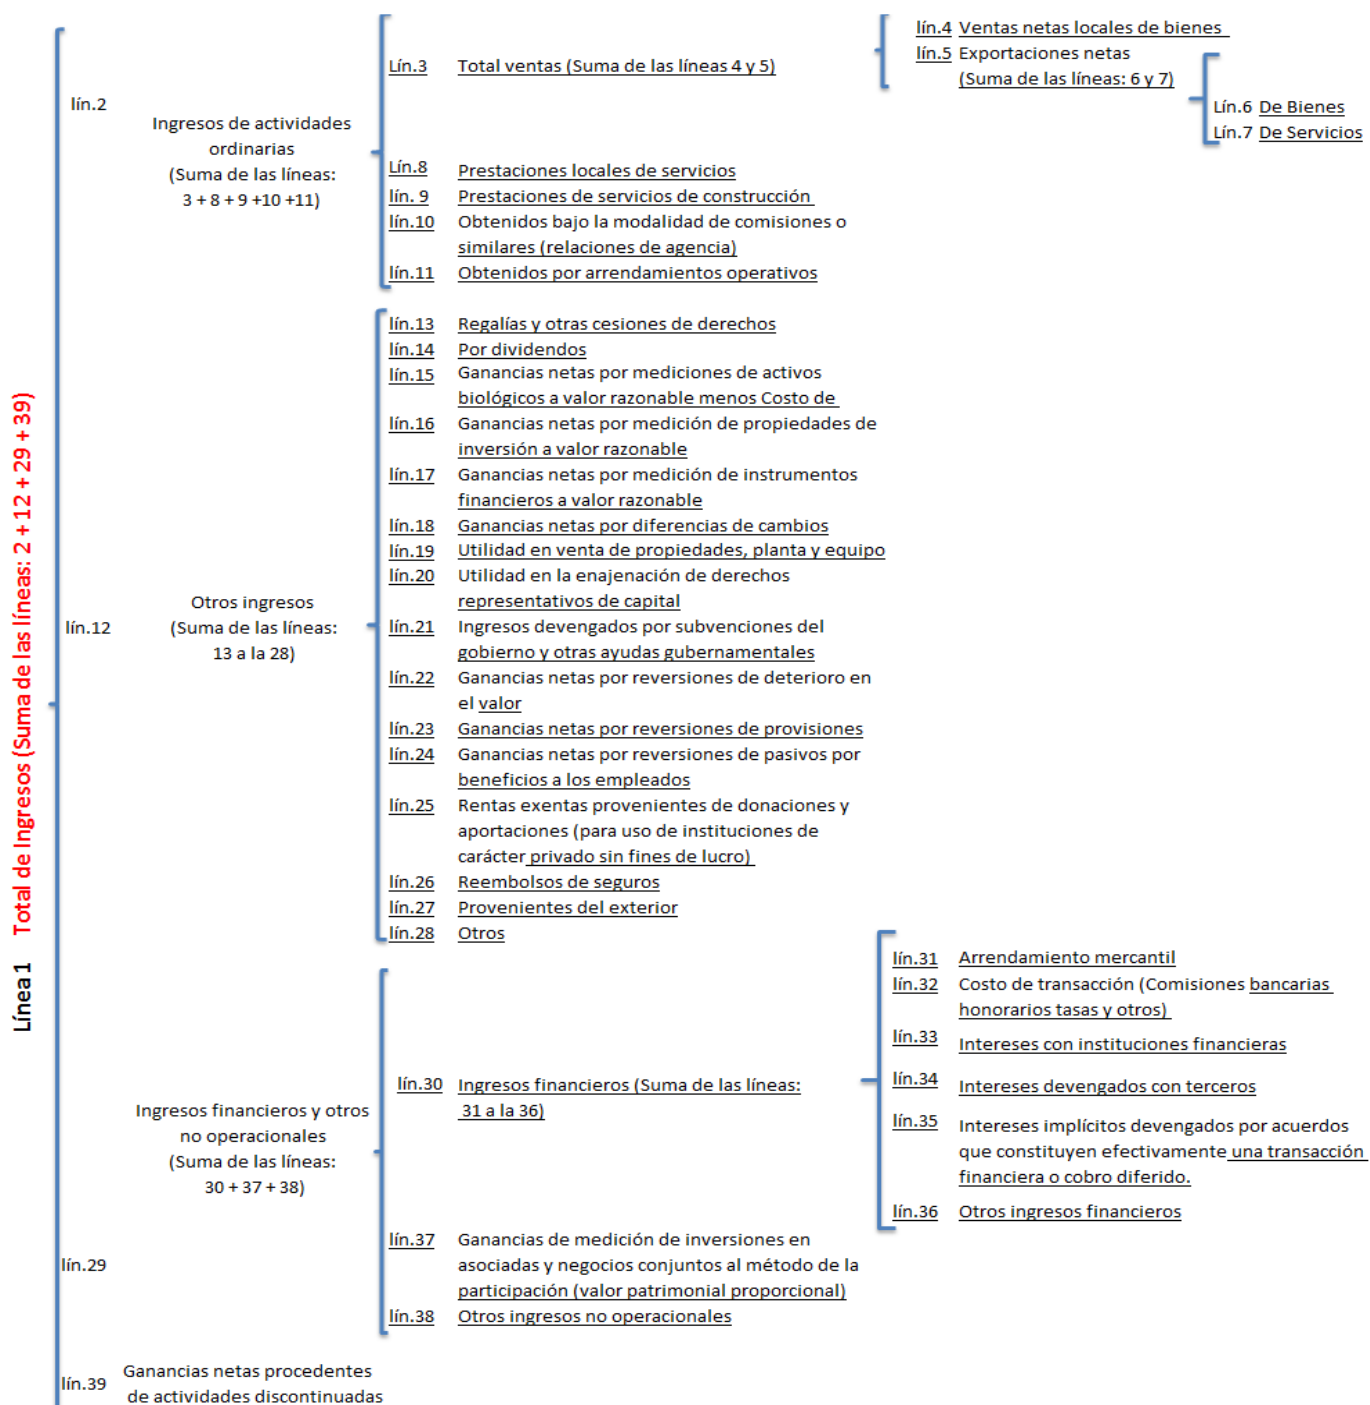 Línea 1 Total de Ingresos (Suma de las líneas: 2 + 12 + 29 + 39)
lín.2
Ingresos de actividades
ordinarias
(Suma de las líneas:
3 + 8 + 9 +10 +11)
Lín.3 Total ventas (Suma de las líneas 4 y 5)
lín.4 Ventas netas locales de bienes
lín.5 Exportaciones netas
(Suma de las líneas: 6 y 7)
Lín.6 De Bienes
Lín.7 De Servicios
Lín.8 Prestaciones locales de servicios
lín. 9 Prestaciones de servicios de construcción
lín.10 Obtenidos bajo la modalidad de comisiones o
similares (relaciones de agencia)
lín.11 Obtenidos por arrendamientos operativos
lín.12
Otros ingresos
(Suma de las líneas:
13 a la 28)
lín.13 Regalías y otras cesiones de derechos
lín.14 Por dividendos
lín.15 Ganancias netas por mediciones de activos
biológicos a valor razonable menos Costo de
lín.16 Ganancias netas por medición de propiedades de
inversión a valor razonable
lín.17 Ganancias netas por medición de instrumentos
financieros a valor razonable
lín.18 Ganancias netas por diferencias de cambios
lín.19 Utilidad en venta de propiedades, planta y equipo
lín.20 Utilidad en la enajenación de derechos
representativos de capital
lín.21 Ingresos devengados por subvenciones del
gobierno y otras ayudas gubernamentales
lín.22 Ganancias netas por reversiones de deterioro en
el valor
lín.23 Ganancias netas por reversiones de provisiones
lín.24 Ganancias netas por reversiones de pasivos por
beneficios a los empleados
lín.25 Rentas exentas provenientes de donaciones y
aportaciones (para uso de instituciones de
carácter privado sin fines de lucro)
lín.26 Reembolsos de seguros
lín.27 Provenientes del exterior
lín.28 Otros
lín.29
Ingresos financieros y otros
no operacionales
(Suma de las líneas:
30 + 37 + 38)
lín.30 Ingresos financieros (Suma de las líneas:
31 a la 36)
lín.31 Arrendamiento mercantil
lín.32 Costo de transacción (Comisiones bancarias
honorarios tasas y otros)
lín.33 Intereses con instituciones financieras
lín.34 Intereses devengados con terceros
lín.35 Intereses implícitos devengados por acuerdos
que constituyen efectivamente una transacción
financiera o cobro diferido.
lín.36 Otros ingresos financieros
lín.37 Ganancias de medición de inversiones en
asociadas y negocios conjuntos al método de la
participación (valor patrimonial proporcional)
lín.38 Otros ingresos no operacionales
lín.39 Ganancias netas procedentes
de actividades discontinuadas